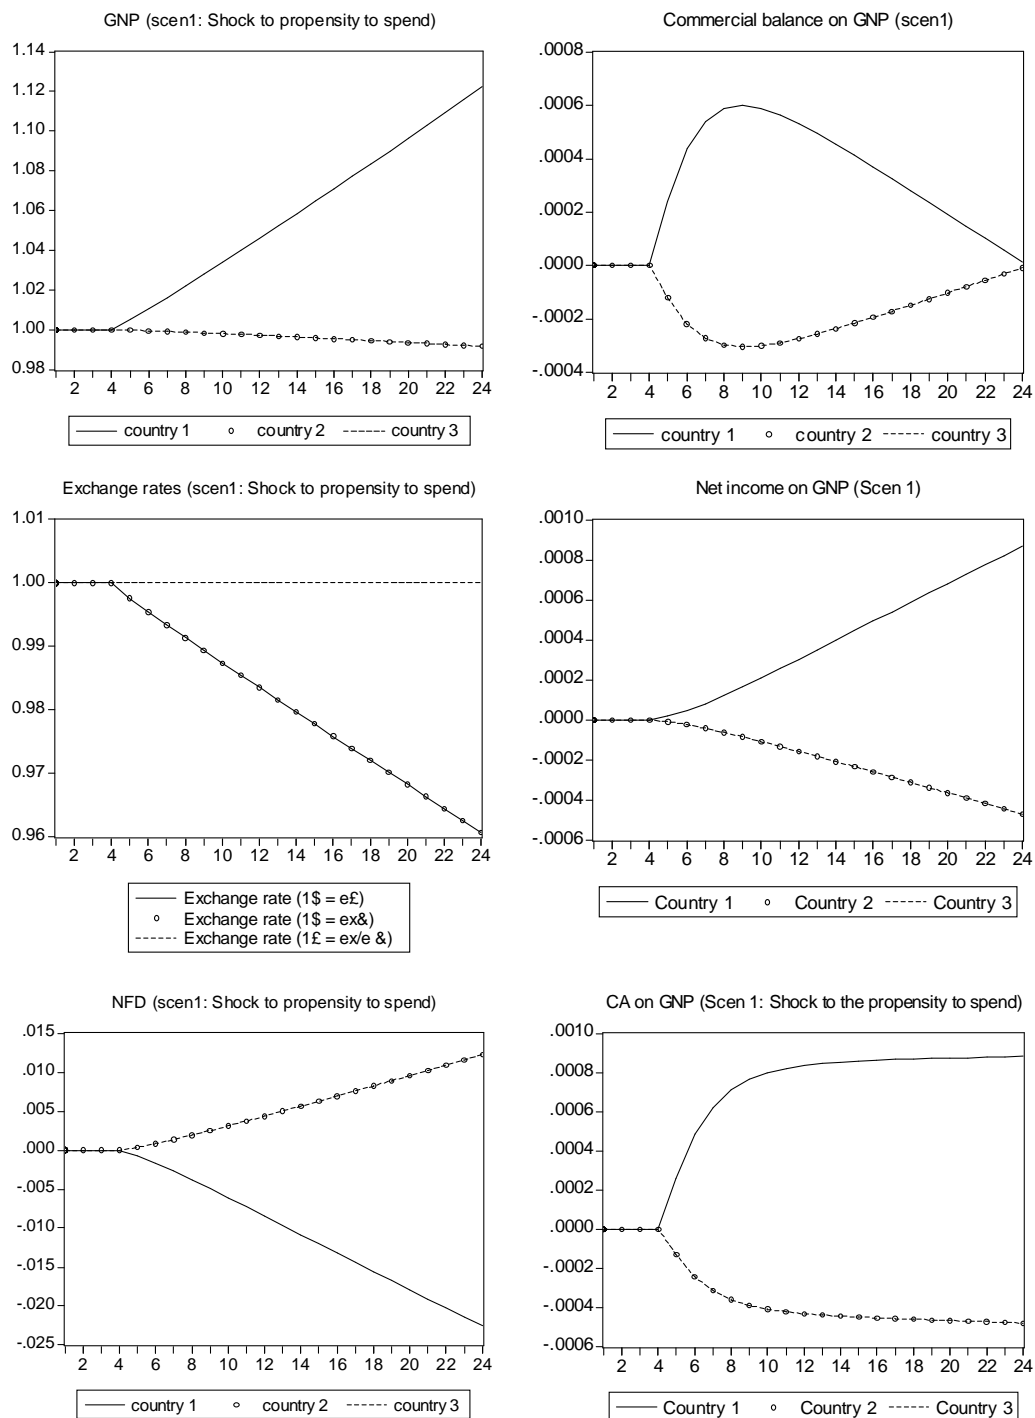 GNP (scen1: Shock to propensity to spend)
1.14
1.12
1.10
1.08
1.06
1.04
1.02
1.00
0.98
2 4 6 8 10 12 14 16 18 20 22 24
country 1 country 2 country 3
Commercial balance on GNP (scen1)
.0008
.0006
.0004
.0002
.0000
-.0002
-.0004
2 4 6 8 10 12 14 16 18 20 22 24
country 1 country 2 country 3
Exchange rates (scen1: Shock to propensity to spend)
1.01
1.00
0.99
0.98
0.97
0.96
2 4 6 8 10 12 14 16 18 20 22 24
Exchange rate (1$ = e£)
Exchange rate (1$ = ex&)
Exchange rate (1£ = ex/e &)
Net income on GNP (Scen 1)
.0010
.0008
.0006
.0004
.0002
.0000
-.0002
-.0004
-.0006
2 4 6 8 10 12 14 16 18 20 22 24
Country 1 Country 2 Country 3
NFD (scen1: Shock to propensity to spend)
.015
.010
.005
.000
-.005
-.010
-.015
-.020
-.025
2 4 6 8 10 12 14 16 18 20 22 24
country 1 country 2 country 3
CA on GNP (Scen 1: Shock to the propensity to spend)
.0010
.0008
.0006
.0004
.0002
.0000
-.0002
-.0004
-.0006
2 4 6 8 10 12 14 16 18 20 22 24
Country 1 Country 2 Country 3